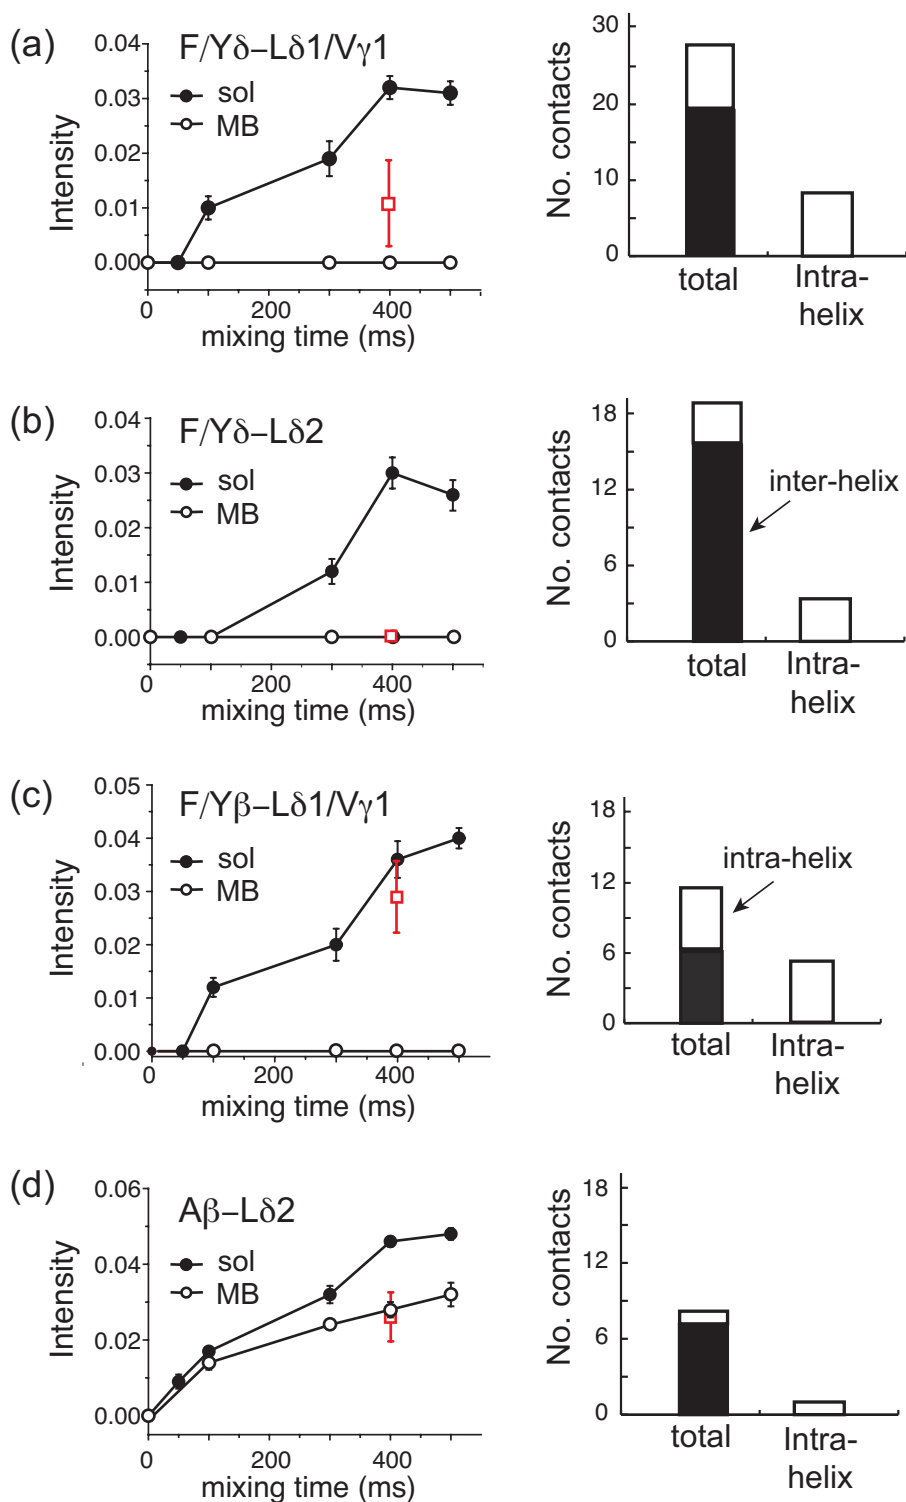 (a)
F/Yδ–Lδ1/Vγ1
sol
MB
Intensity
0.04
0.03
0.02
0.01
0.00
0 200 400
mixing time (ms)
No. contacts
30
20
10
0
total
Intra-
helix
(b)
F/Yδ–Lδ2
sol
MB
Intensity
0.04
0.03
0.02
0.01
0.00
0 200 400
mixing time (ms)
No. contacts
18
12
6
0
inter-helix
total
Intra-
helix
(c)
F/Yβ–Lδ1/Vγ1
sol
MB
Intensity
0.05
0.04
0.03
0.02
0.01
0.00
0 200 400
mixing time (ms)
No. contacts
18
12
6
0
intra-helix
total
Intra-
helix
(d)
Aβ–Lδ2
sol
MB
Intensity
0.06
0.04
0.02
0.00
0 200 400
mixing time (ms)
No. contacts
18
12
6
0
total
Intra-
helix